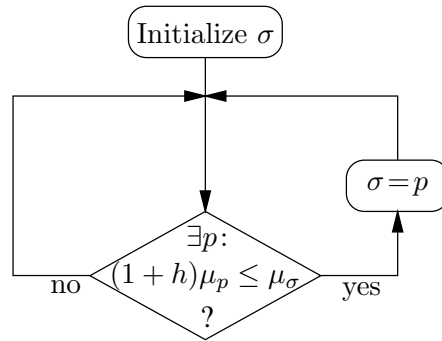 Initialize σ
σ=p
∃p:
(1 + h)μ_p ≤ μ_σ
?
no
yes